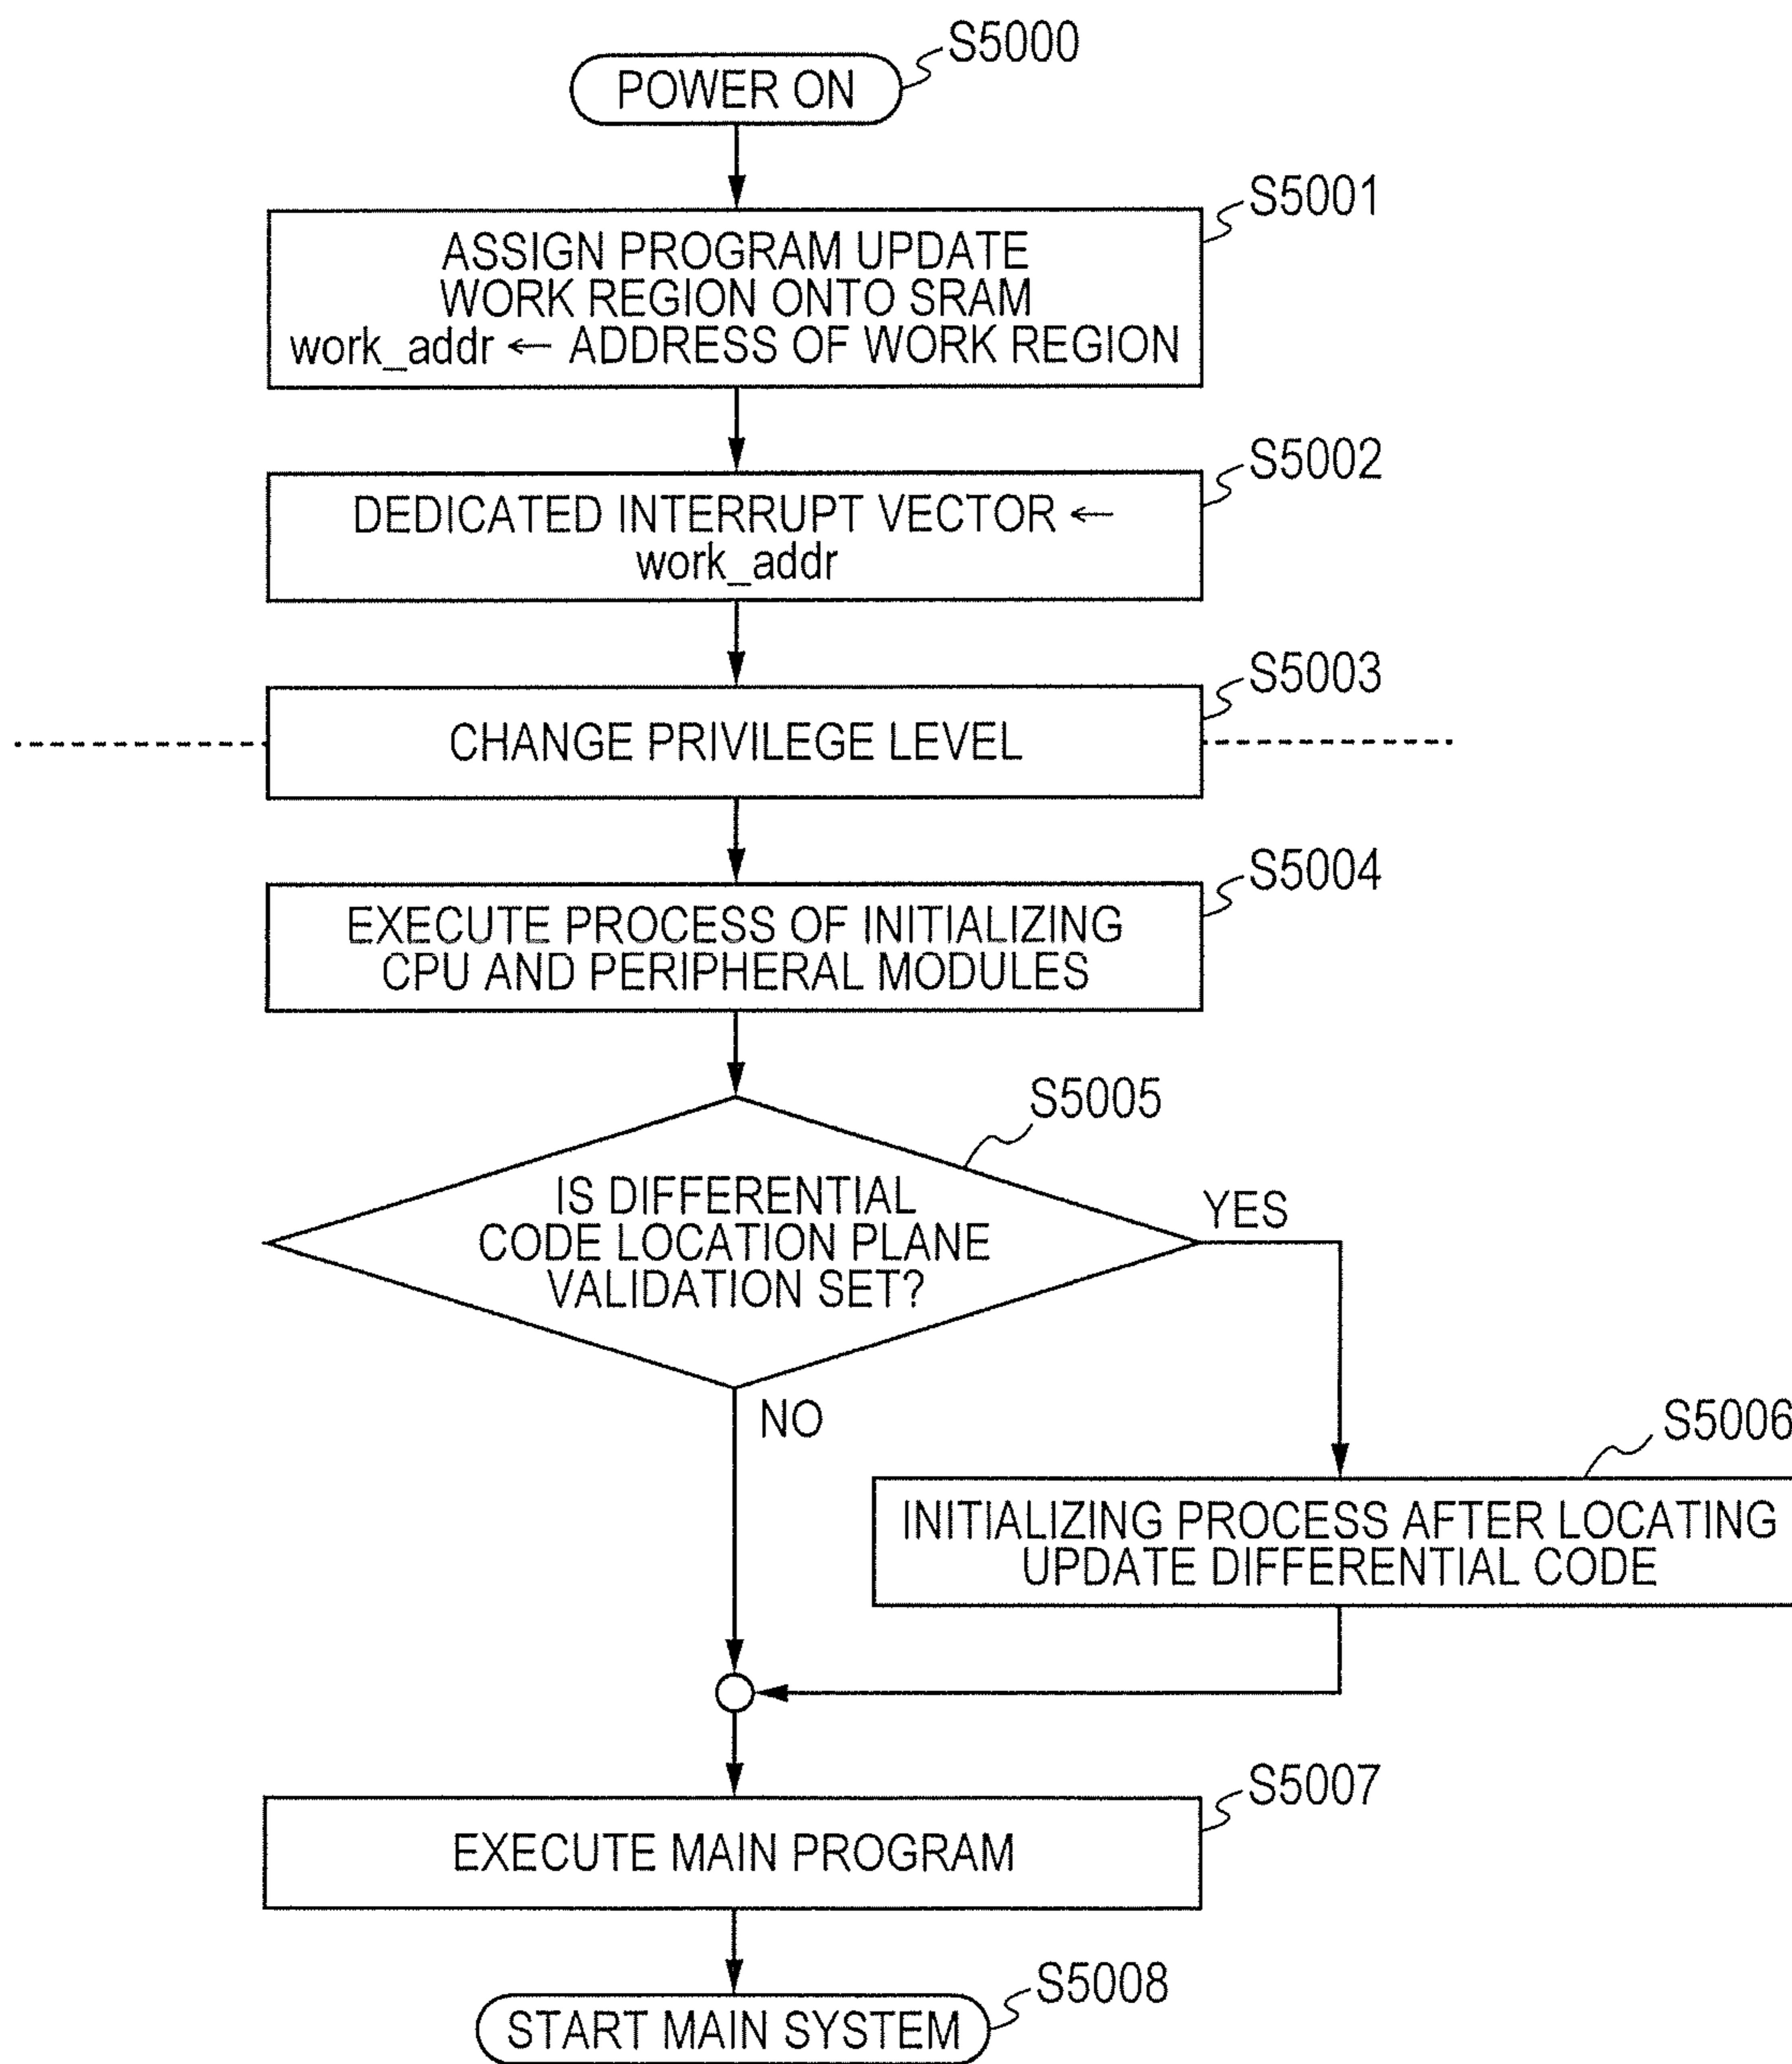 S5000
POWER ON
S5001
ASSIGN PROGRAM UPDATE
WORK REGION ONTO SRAM
work_addr ← ADDRESS OF WORK REGION
S5002
DEDICATED INTERRUPT VECTOR ←
work_addr
S5003
CHANGE PRIVILEGE LEVEL
S5004
EXECUTE PROCESS OF INITIALIZING
CPU AND PERIPHERAL MODULES
S5005
IS DIFFERENTIAL
CODE LOCATION PLANE
VALIDATION SET?
YES
NO
S5006
INITIALIZING PROCESS AFTER LOCATING
UPDATE DIFFERENTIAL CODE
S5007
EXECUTE MAIN PROGRAM
S5008
START MAIN SYSTEM